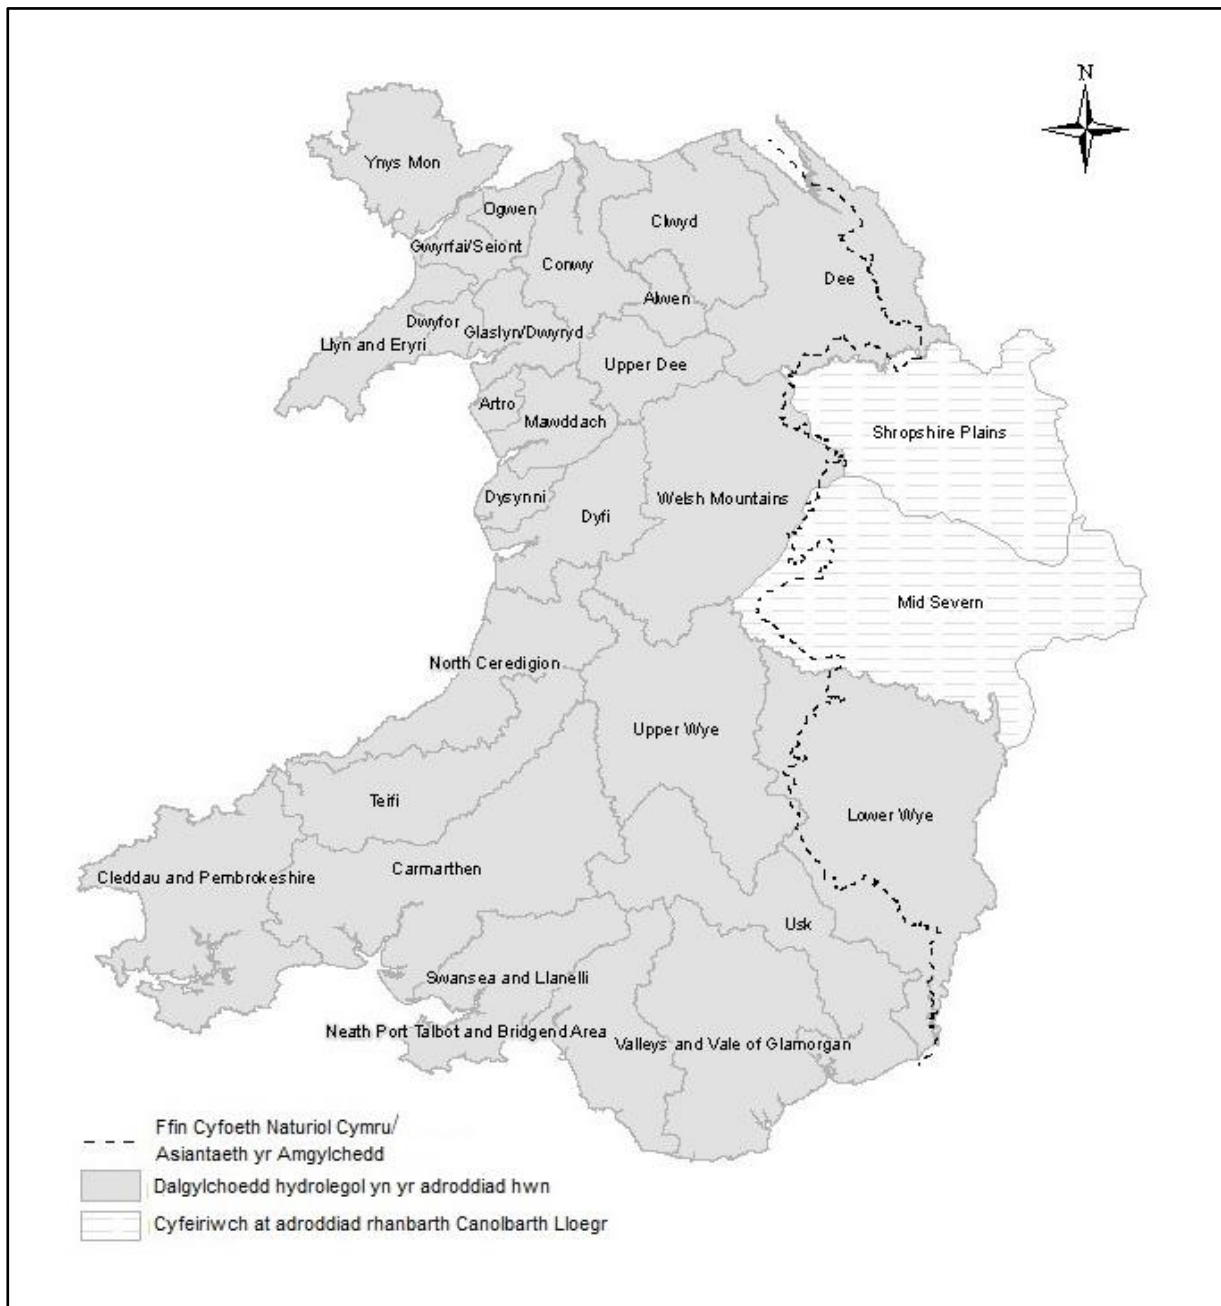 N
Ynys Mon
Ogwen
Clwyd
Gwyrfai/Seiont
Conwy
Dee
Alwen
Dwyfor
Glaslyn/Dwyryd
Llyn and Eryri
Upper Dee
Artro
Mawddach
Shropshire Plains
Dysynni
Welsh Mountains
Dyfi
Mid Severn
North Ceredigion
Upper Wye
Teifi
Lower Wye
Carmarthen
Cleddau and Pembrokeshire
Usk
Swansea and Llanelli
Neath Port Talbot and Bridgend Area
Valleys and Vale of Glamorgan
Ffin Cyfoeth Naturiol Cymru/
Asiantaeth yr Amgylchedd
Dalgylchoedd hydrolegol yn yr adroddiad hwn
Cyfeiriwch at adroddiad rhanbarth Canolbarth Lloegr